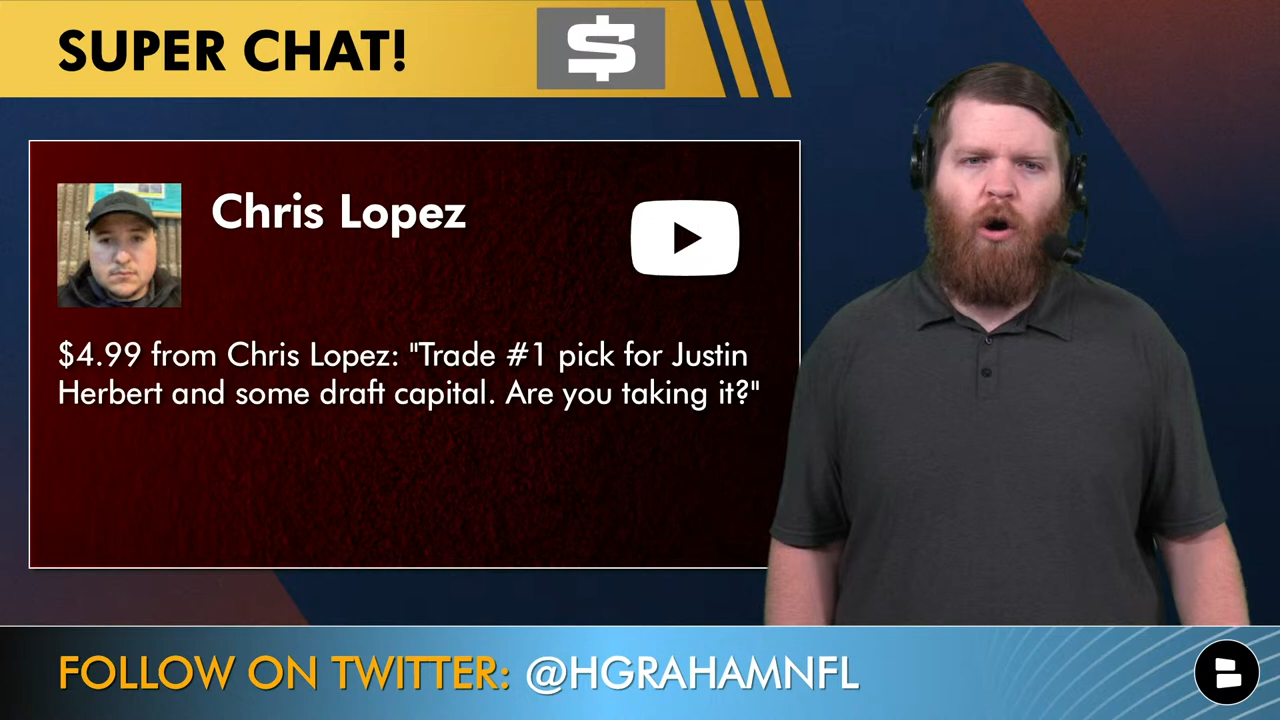 SUPER CHAT!
Chris Lopez
$4.99 from Chris Lopez: "Trade #1 pick for Justin
Herbert and some draft capital. Are you taking it?"
FOLLOW ON TWITTER: @HGRAHAMNFL